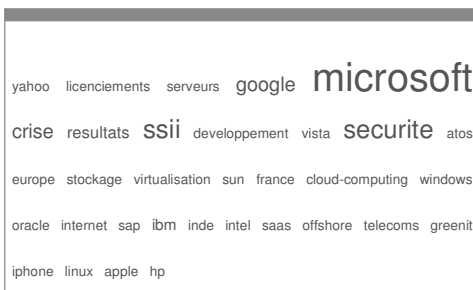 yahoo licenciements serveurs google microsoft
crise resultats ssii developpement vista securite atos
europe stockage virtualisation sun france cloud-computing windows
oracle internet sap ibm inde intel saas offshore telecoms greenit
iphone linux apple hp